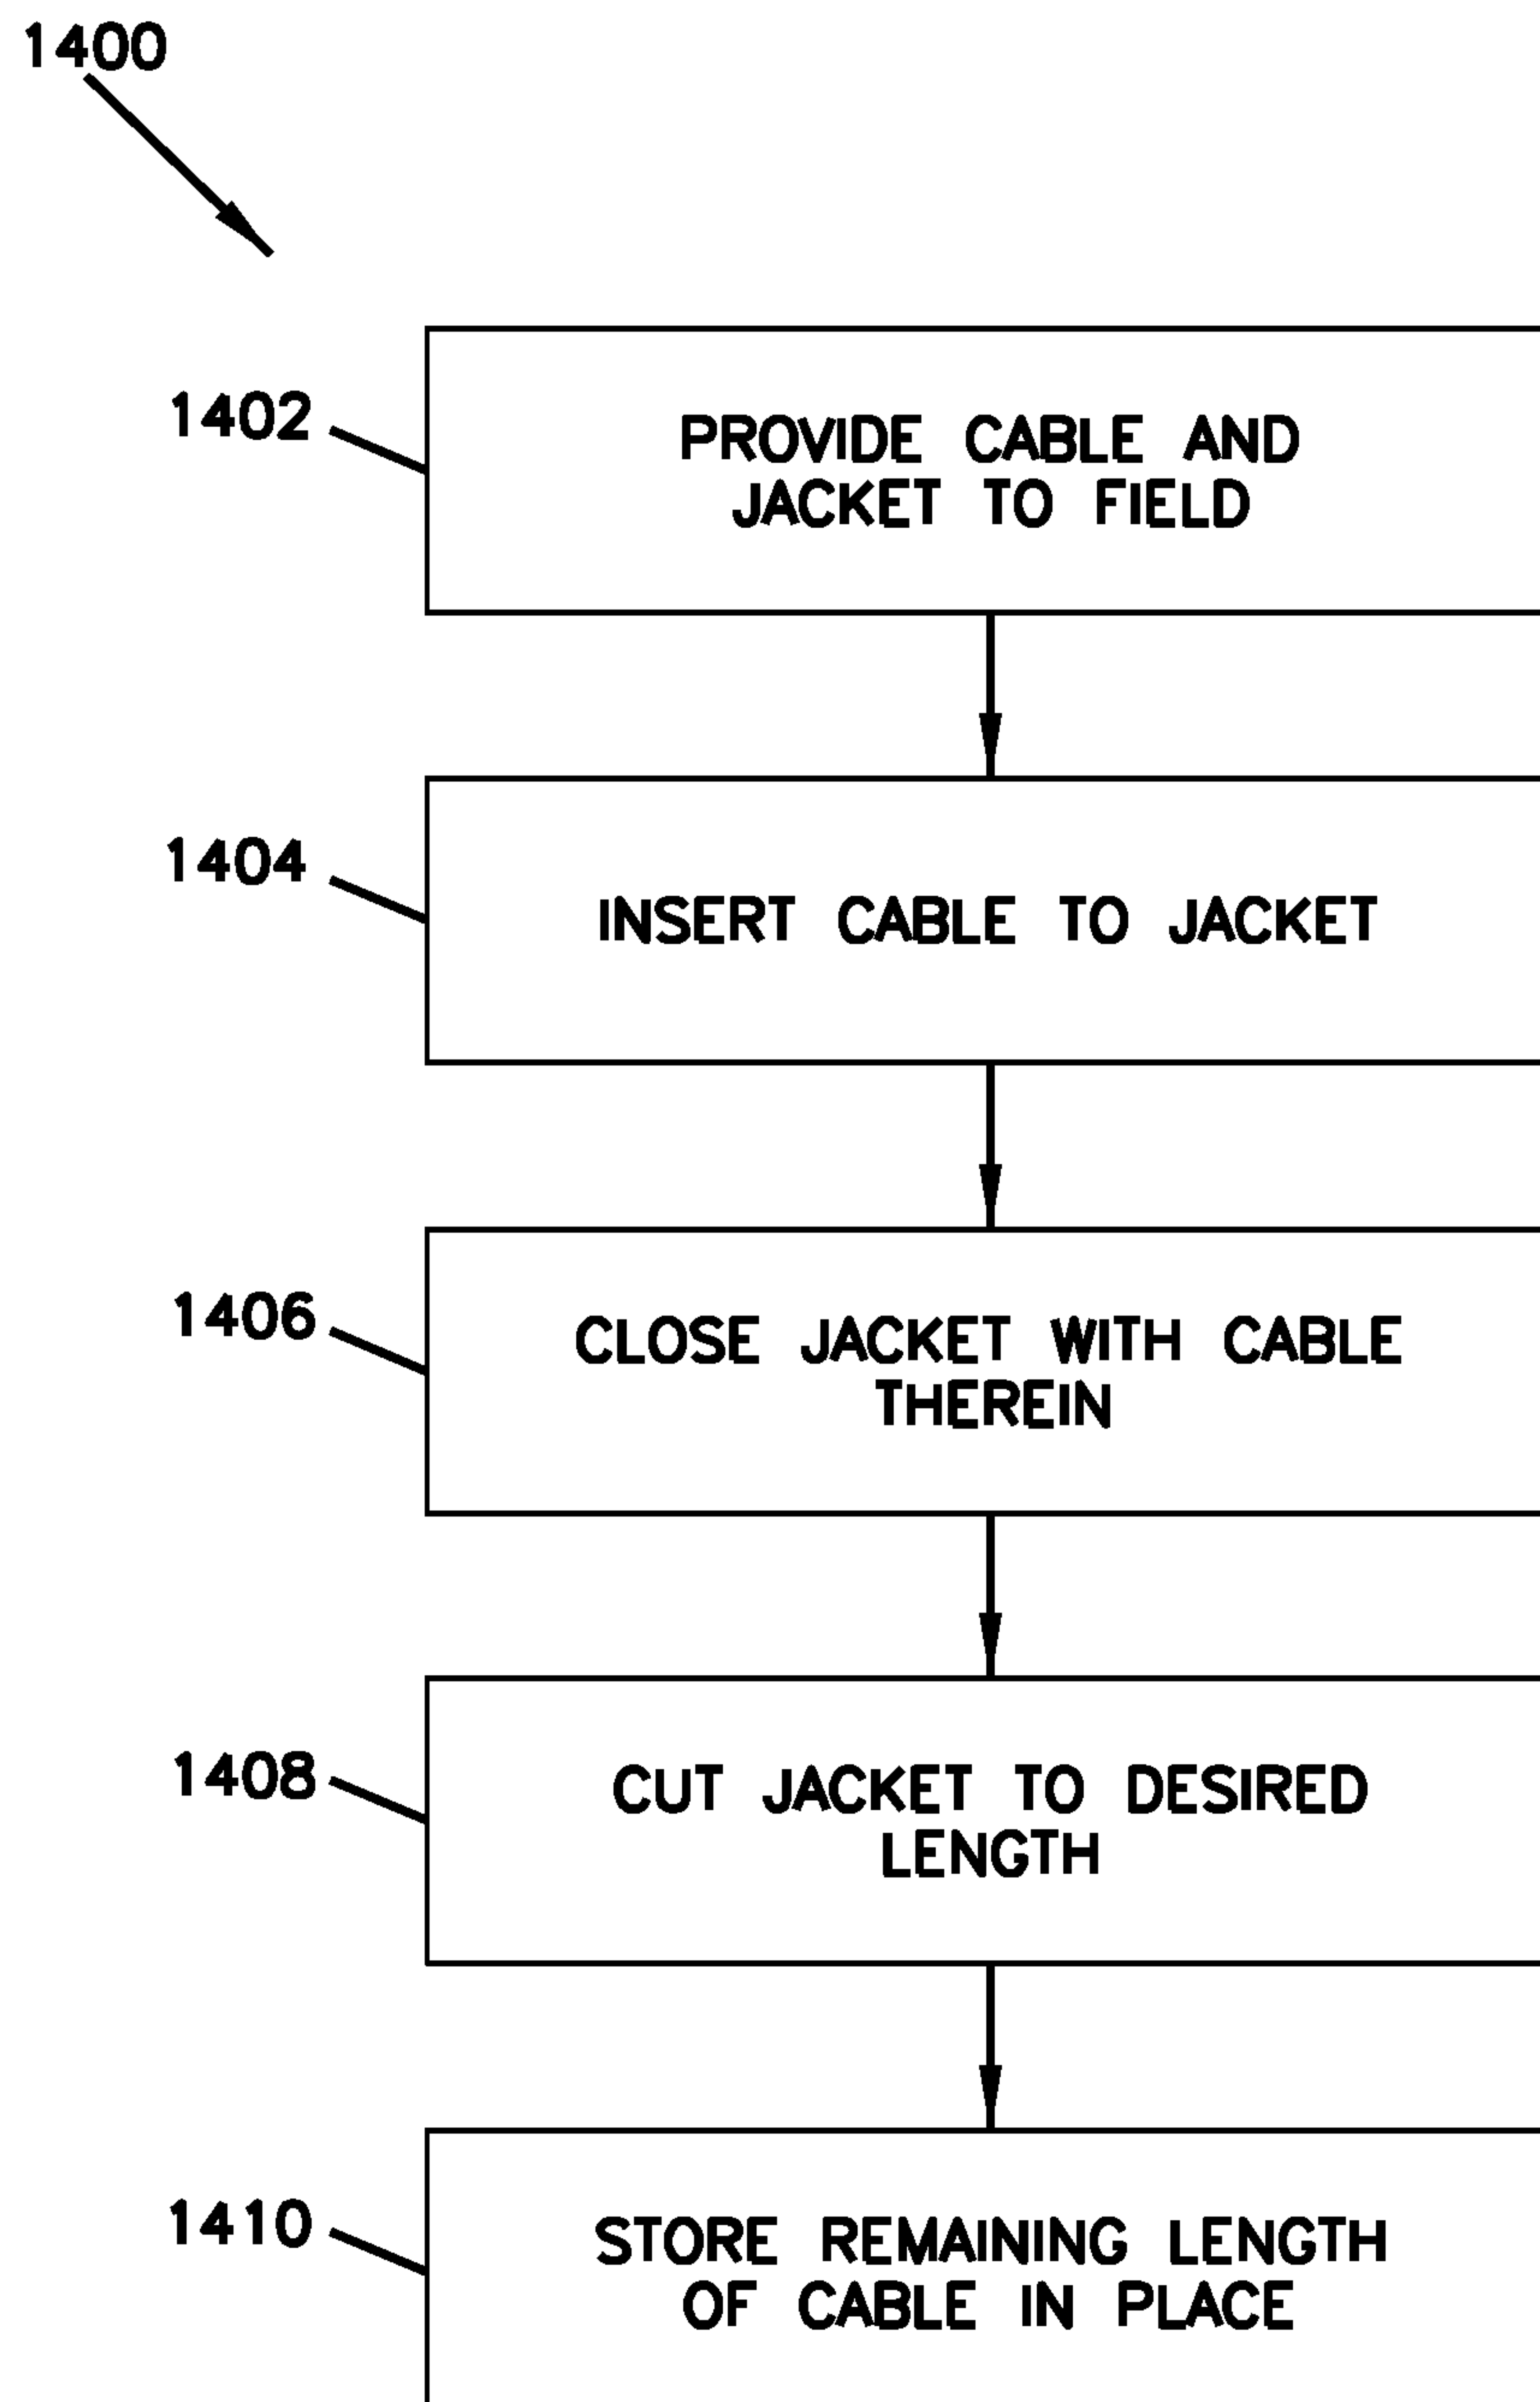 1400
1402
PROVIDE CABLE AND
JACKET TO FIELD
1404
INSERT CABLE TO JACKET
1406
CLOSE JACKET WITH CABLE
THEREIN
1408
CUT JACKET TO DESIRED
LENGTH
1410
STORE REMAINING LENGTH
OF CABLE IN PLACE